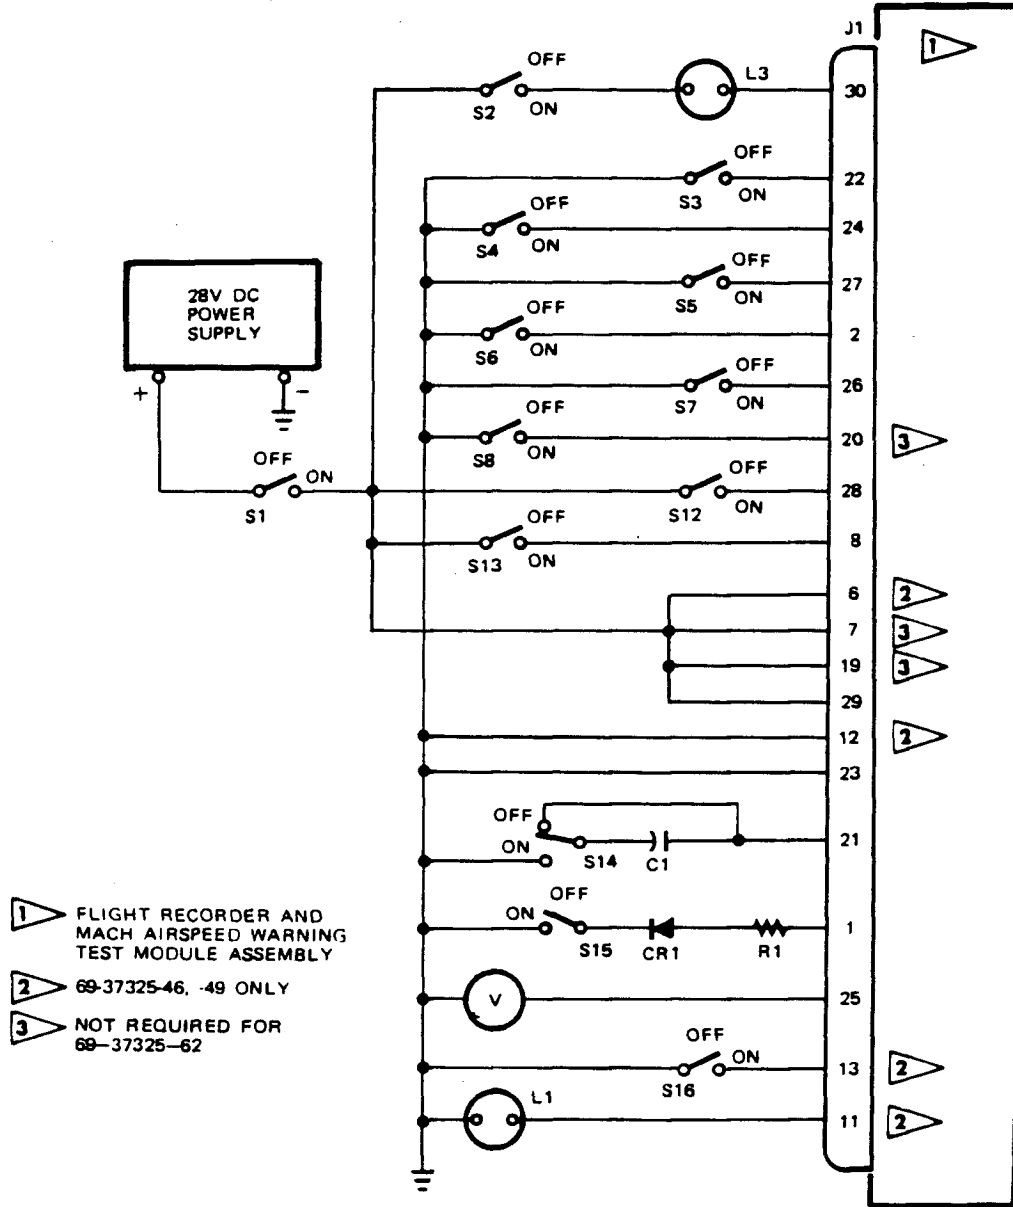 J1
1
OFF
L3
30
S2
ON
OFF
22
S3
ON
OFF
24
S4
ON
OFF
27
28V DC
POWER
SUPPLY
S5
ON
OFF
2
S6
ON
OFF
26
+
-
S7
ON
OFF
20
3
S8
ON
OFF
ON
OFF
28
S1
S12
ON
OFF
8
S13
ON
6
2
7
3
19
3
29
12
2
23
OFF
21
ON
S14
C1
OFF
1
FLIGHT RECORDER AND
MACH AIRSPEED WARNING
TEST MODULE ASSEMBLY
ON
1
S15
CR1
R1
2
69-37325-46, -49 ONLY
V
25
3
NOT REQUIRED FOR
69-37325-62
OFF
ON
13
2
S16
L1
11
2